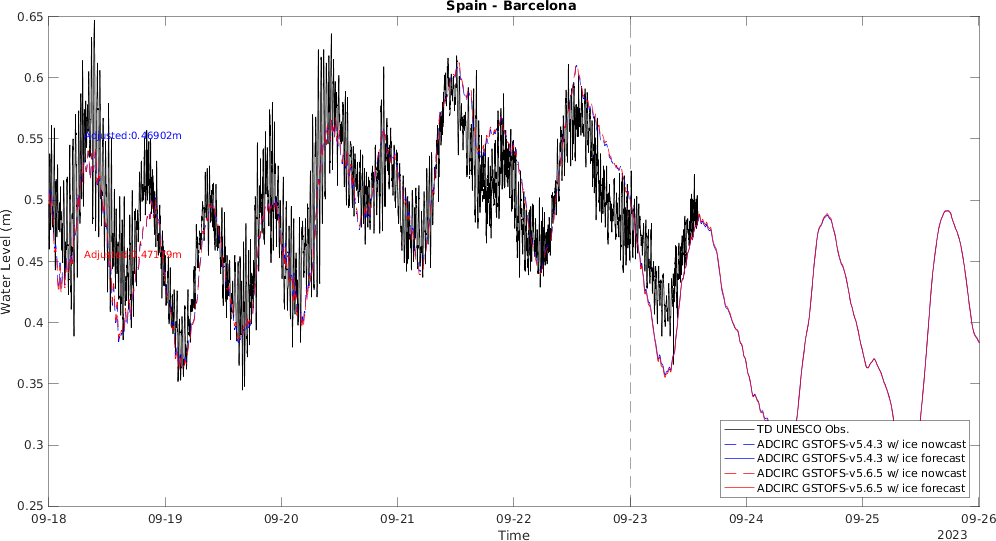 Spain - Barcelona
0.65
0.6
0.55
0.5
0.45
0.4
0.35
0.3
0.25
Water Level (m)
Adjusted:0.46902m
Adjusted:0.47179m
TD UNESCO Obs.
ADCIRC GSTOFS-v5.4.3 w/ ice nowcast
ADCIRC GSTOFS-v5.4.3 w/ ice forecast
ADCIRC GSTOFS-v5.6.5 w/ ice nowcast
ADCIRC GSTOFS-v5.6.5 w/ ice forecast
09-18 09-19 09-20 09-21 09-22 09-23 09-24 09-25 09-26
Time
2023